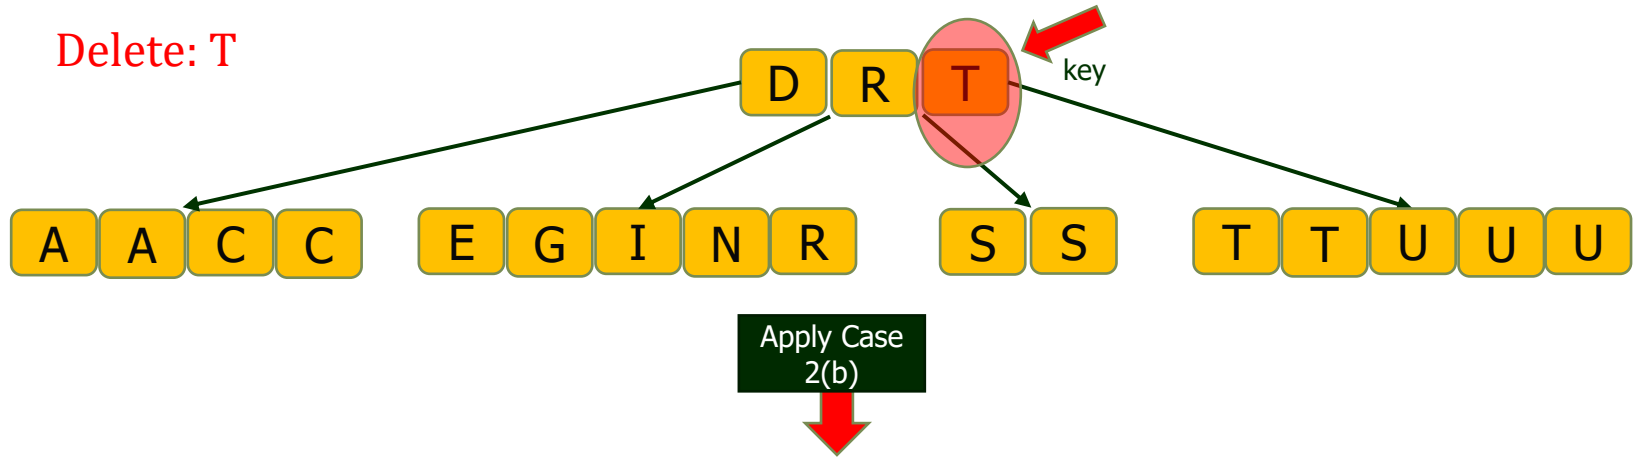 Delete: T
D R T
key
A A C C E G I N R S S T T U U U
Apply Case
2(b)